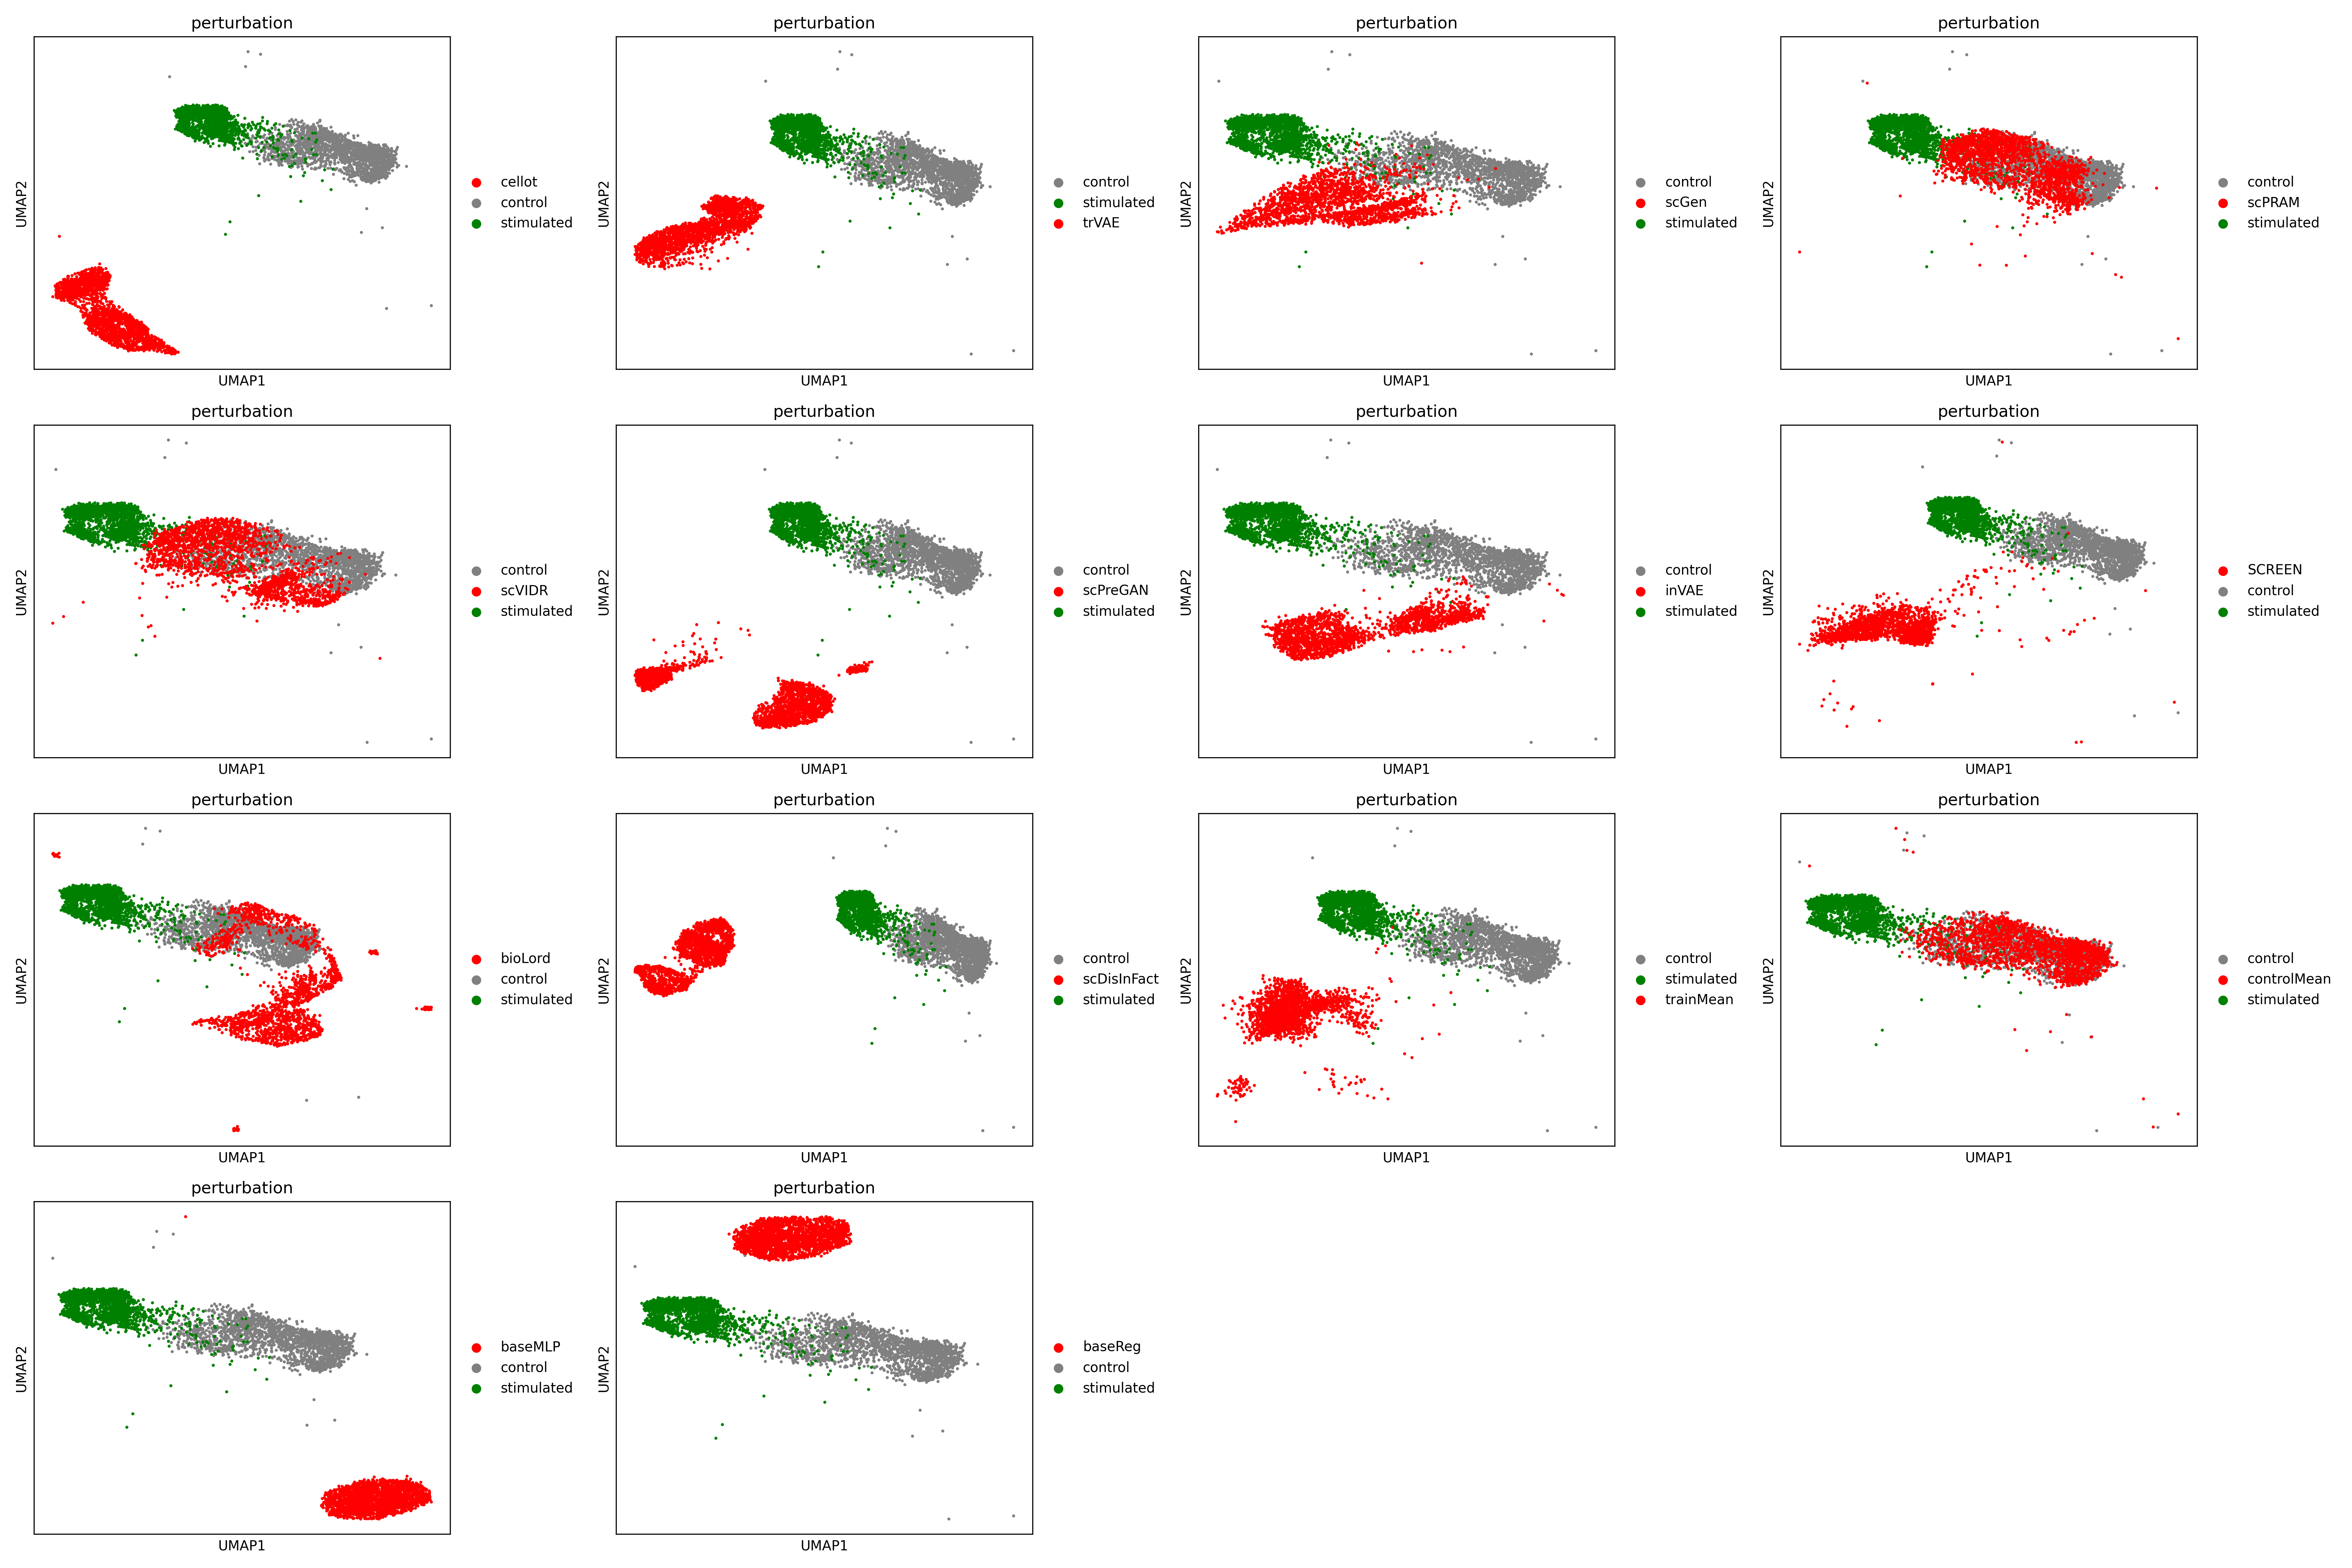 perturbation
UMAP2
UMAP1
cellot
control
stimulated
perturbation
UMAP2
UMAP1
control
stimulated
trVAE
perturbation
UMAP2
UMAP1
control
scGen
stimulated
perturbation
UMAP2
UMAP1
control
scPRAM
stimulated
perturbation
UMAP2
UMAP1
control
scVIDR
stimulated
perturbation
UMAP2
UMAP1
control
scPreGAN
stimulated
perturbation
UMAP2
UMAP1
control
inVAE
stimulated
perturbation
UMAP2
UMAP1
SCREEN
control
stimulated
perturbation
UMAP2
UMAP1
bioLord
control
stimulated
perturbation
UMAP2
UMAP1
control
scDisInFact
stimulated
perturbation
UMAP2
UMAP1
control
stimulated
trainMean
perturbation
UMAP2
UMAP1
control
controlMean
stimulated
perturbation
UMAP2
UMAP1
baseMLP
control
stimulated
perturbation
UMAP2
UMAP1
baseReg
control
stimulated